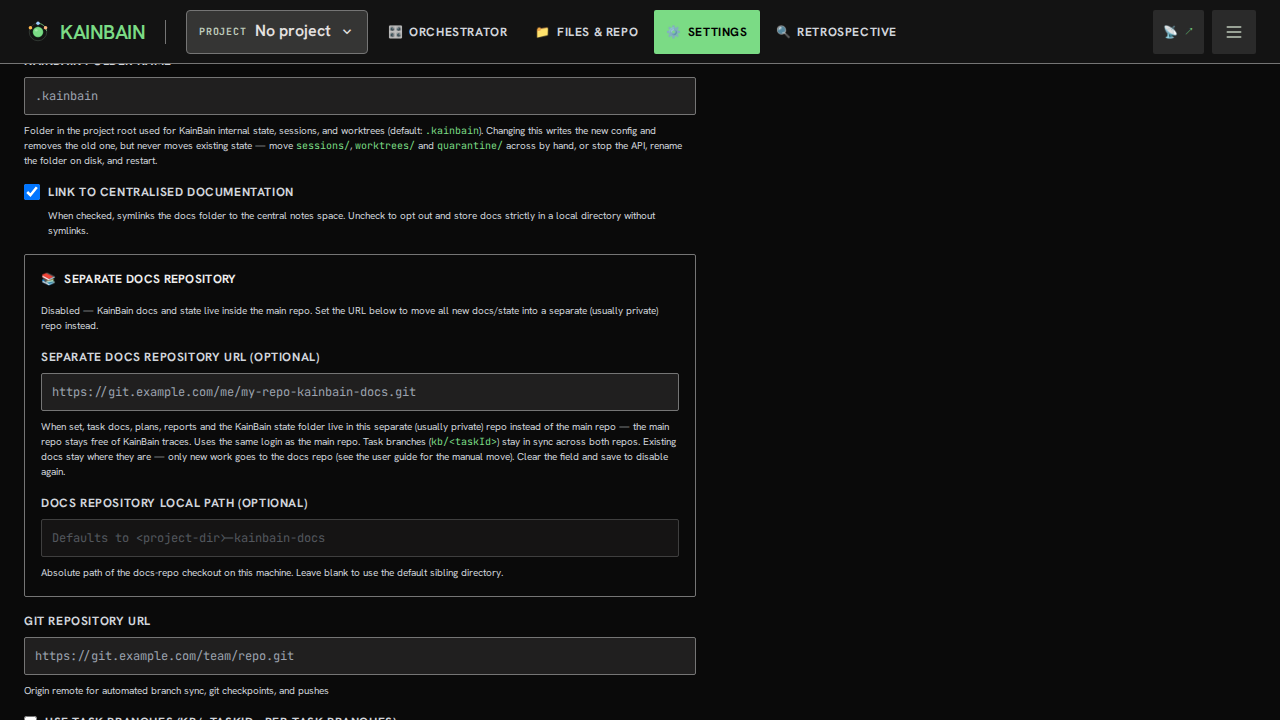 KAINBAIN
PROJECT No project
ORCHESTRATOR
FILES & REPO
SETTINGS
RETROSPECTIVE
KAINBAIN FOLDER NAME
.kainbain
Folder in the project root used for KainBain internal state, sessions, and worktrees (default: .kainbain). Changing this writes the new config and
removes the old one, but never moves existing state — move sessions/, worktrees/ and quarantine/ across by hand, or stop the API, rename
the folder on disk, and restart.
LINK TO CENTRALISED DOCUMENTATION
When checked, symlinks the docs folder to the central notes space. Uncheck to opt out and store docs strictly in a local directory without
symlinks.
SEPARATE DOCS REPOSITORY
Disabled — KainBain docs and state live inside the main repo. Set the URL below to move all new docs/state into a separate (usually private)
repo instead.
SEPARATE DOCS REPOSITORY URL (OPTIONAL)
https://git.example.com/me/my-repo-kainbain-docs.git
When set, task docs, plans, reports and the KainBain state folder live in this separate (usually private) repo instead of the main repo — the main
repo stays free of KainBain traces. Uses the same login as the main repo. Task branches (kb/<taskId>) stay in sync across both repos. Existing
docs stay where they are — only new work goes to the docs repo (see the user guide for the manual move). Clear the field and save to disable
again.
DOCS REPOSITORY LOCAL PATH (OPTIONAL)
Defaults to <project-dir>-kainbain-docs
Absolute path of the docs-repo checkout on this machine. Leave blank to use the default sibling directory.
GIT REPOSITORY URL
https://git.example.com/team/repo.git
Origin remote for automated branch sync, git checkpoints, and pushes
USE TASK BRANCHES (KB/<TASKID> PER-TASK BRANCHES)